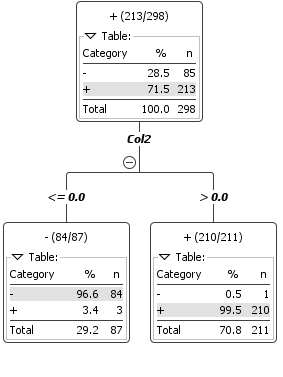 + (213/298)
Table:
Category % n
- 28.5 85
+ 71.5 213
Total 100.0 298
Col2
<= 0.0
> 0.0
- (84/87)
Table:
Category % n
- 96.6 84
+ 3.4 3
Total 29.2 87
+ (210/211)
Table:
Category % n
- 0.5 1
+ 99.5 210
Total 70.8 211